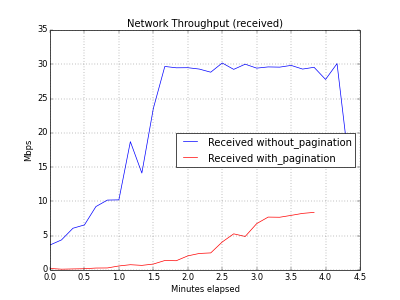 Network Throughput (received)
35
30
25
20
15
10
5
0
Mbps
Received without_pagination
Received with_pagination
0.0 0.5 1.0 1.5 2.0 2.5 3.0 3.5 4.0 4.5
Minutes elapsed